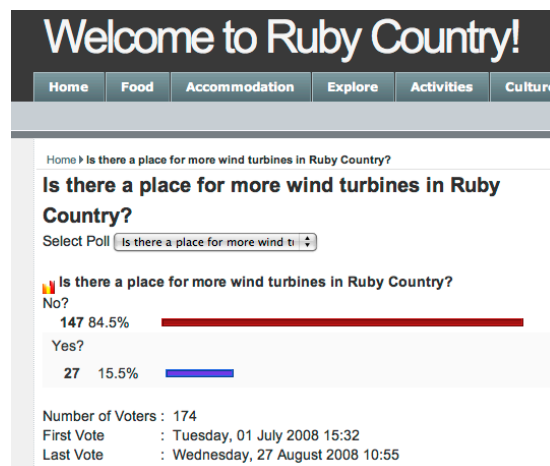 Welcome to Ruby Country!
Home Food Accommodation Explore Activities Culture
Home Is there a place for more wind turbines in Ruby Country?
Is there a place for more wind turbines in Ruby
Country?
Select Poll Is there a place for more wind t
Is there a place for more wind turbines in Ruby Country?
No?
147 84.5%
Yes?
27 15.5%
Number of Voters : 174
First Vote : Tuesday, 01 July 2008 15:32
Last Vote : Wednesday, 27 August 2008 10:55